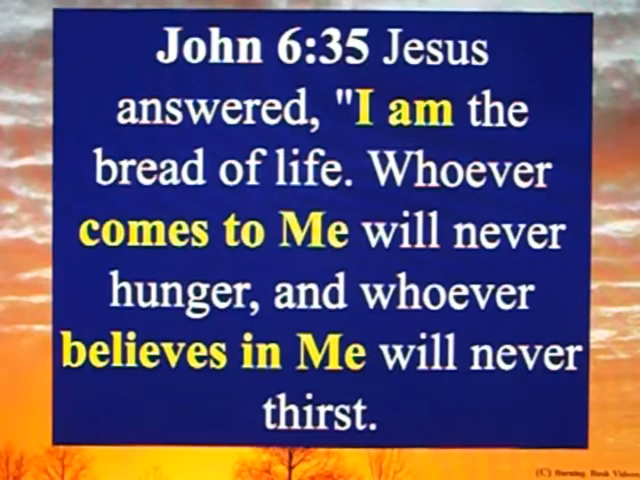 John 6:35 Jesus
answered, "I am the
bread of life. Whoever
comes to Me will never
hunger, and whoever
believes in Me will never
thirst.
(C) Burning Bush Videos